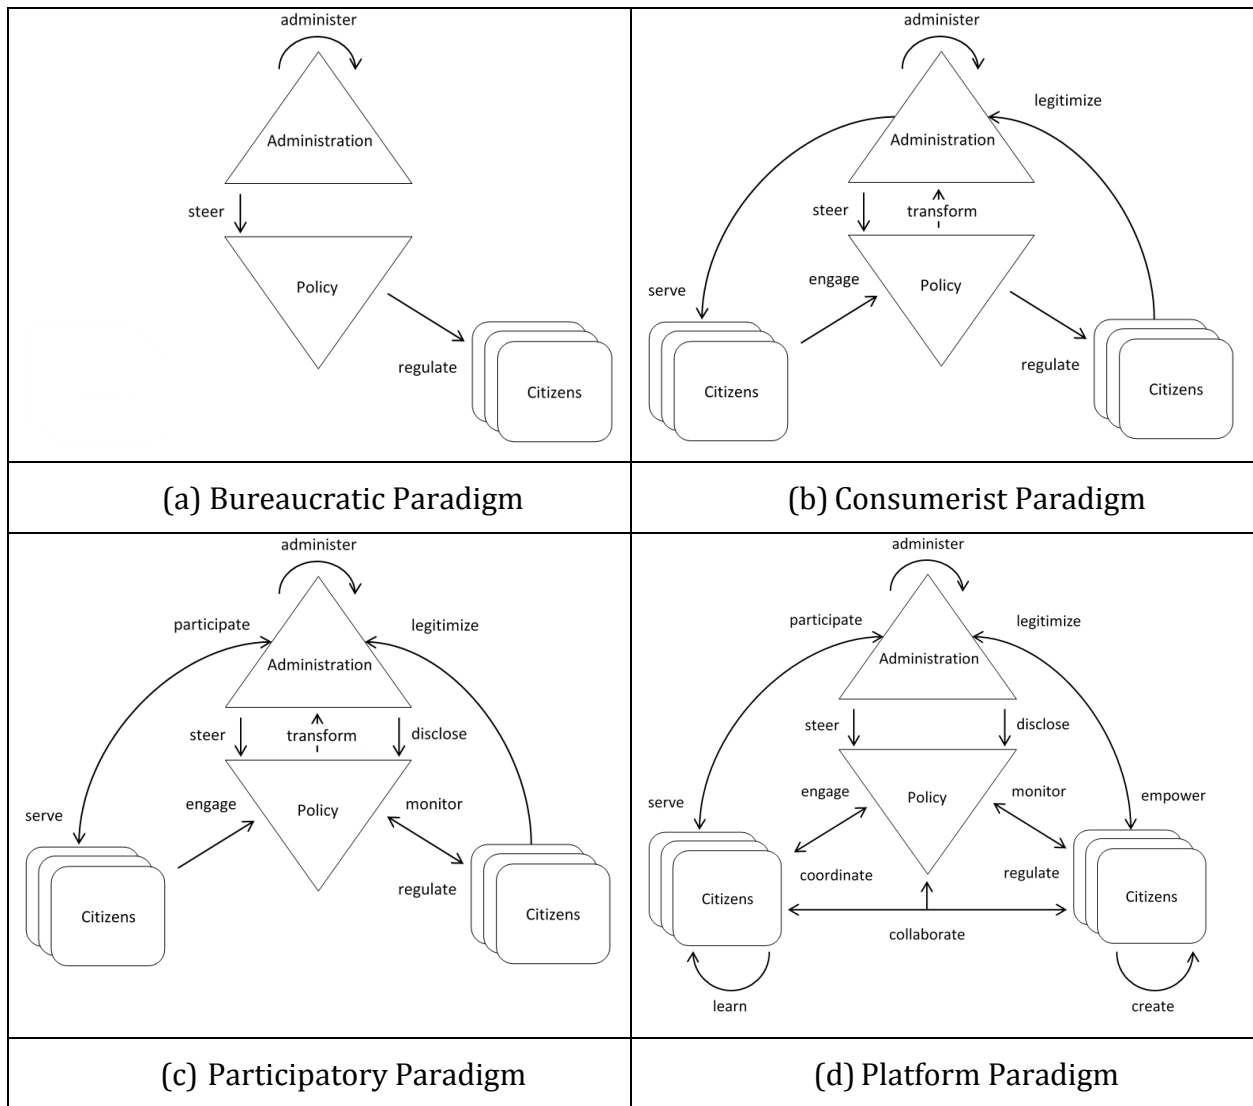 administer
Administration
steer
Policy
regulate
Citizens
(a) Bureaucratic Paradigm
administer
legitimize
Administration
steer
transform
engage
Policy
serve
regulate
Citizens
Citizens
(b) Consumerist Paradigm
administer
participate
legitimize
Administration
steer
transform
disclose
engage
Policy
monitor
serve
regulate
Citizens
Citizens
(c) Participatory Paradigm
administer
participate
legitimize
Administration
steer
disclose
engage
Policy
monitor
serve
empower
coordinate
regulate
Citizens
Citizens
collaborate
learn
create
(d) Platform Paradigm